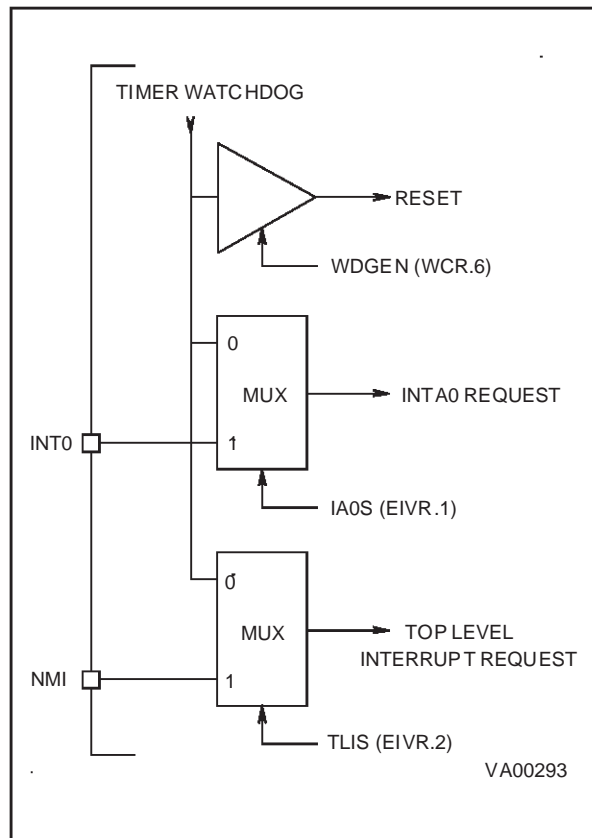 TIMER WATCHDOG
RESET
WDGEN (WCR.6)
0
MUX
INTA0 REQUEST
INT0
1
IA0S (EIVR.1)
0
MUX
TOP LEVEL
INTERRUPT REQUEST
NMI
1
TLIS (EIVR.2)
VA00293